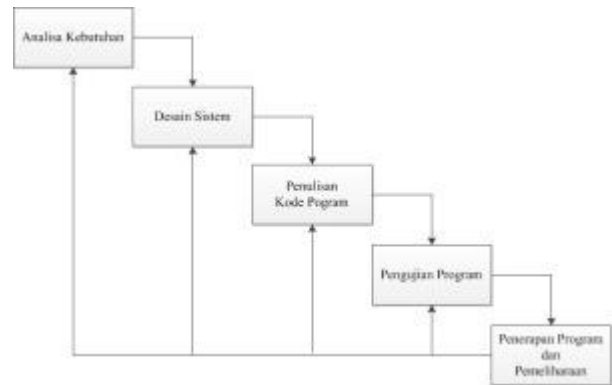 Analisa Kebutuhan
Desain Sistem
Penulisan
Kode Pogram
Pengujian Program
Penerapan Program
dan
Pemeliharaan